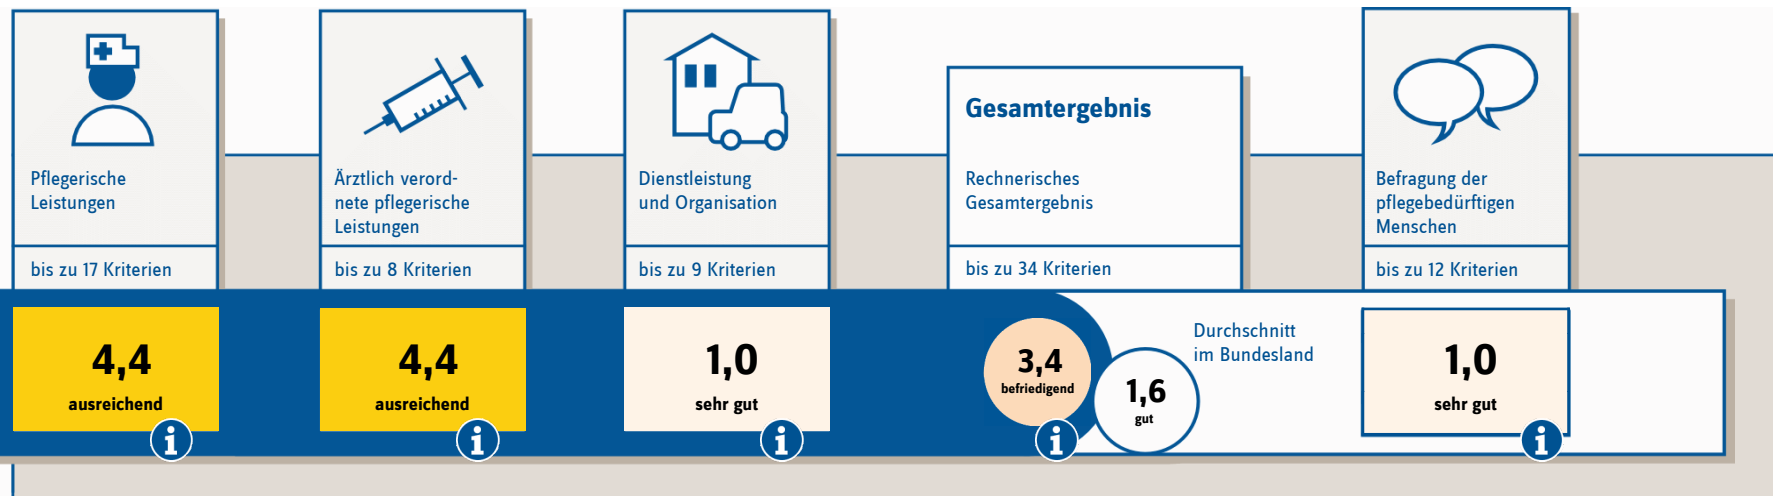 Pflegerische
Leistungen
bis zu 17 Kriterien
4,4
ausreichend
i
Ärztlich verord-
nete pflegerische
Leistungen
bis zu 8 Kriterien
4,4
ausreichend
i
Dienstleistung
und Organisation
bis zu 9 Kriterien
1,0
sehr gut
i
Gesamtergebnis
Rechnerisches
Gesamtergebnis
bis zu 34 Kriterien
3,4
befriedigend
i
Durchschnitt
im Bundesland
1,6
gut
Befragung der
pflegebedürftigen
Menschen
bis zu 12 Kriterien
1,0
sehr gut
i